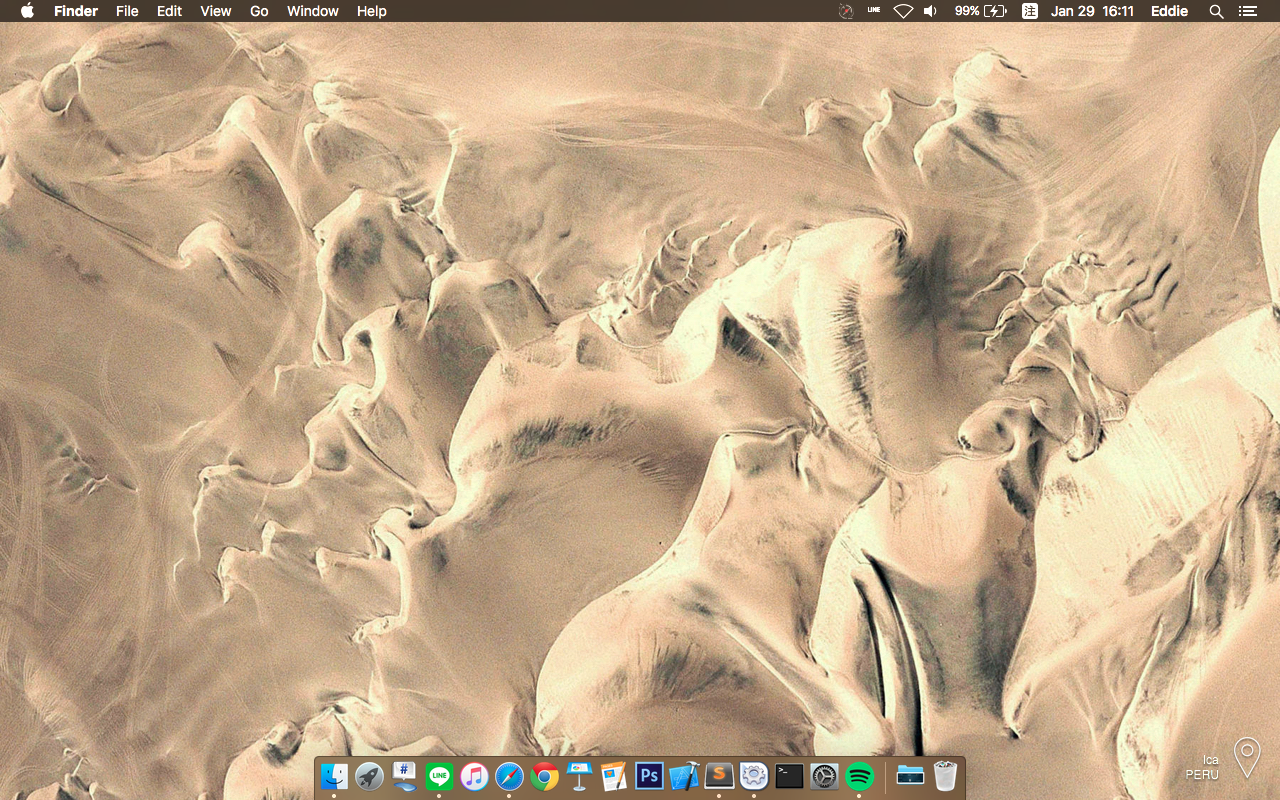 Finder File Edit View Go Window Help LINE 99% 注 Jan 29 16:11 Eddie
Ica
PERU
# LINE Ps S >_